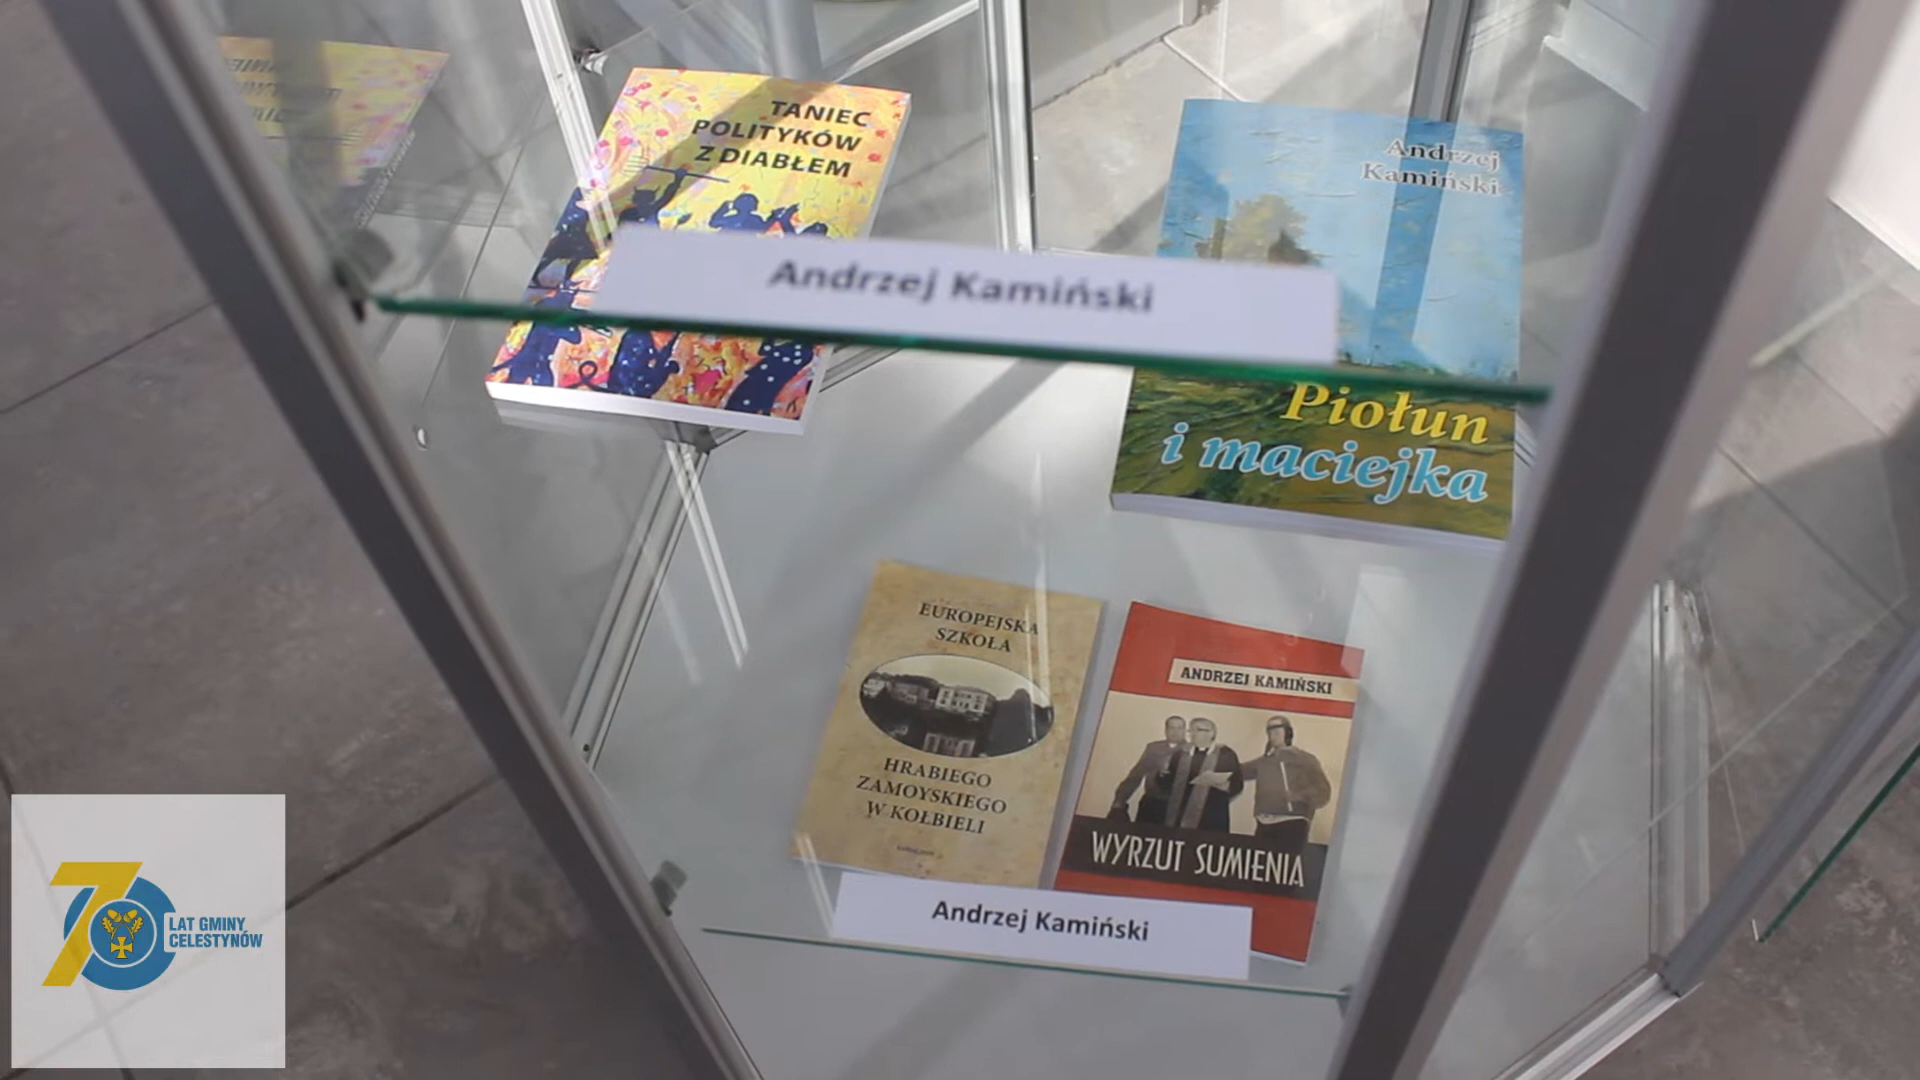 TANIEC
POLITYKÓW
Z DIABŁEM
Andrzej
Kamiński
Andrzej Kamiński
Piołun
i maciejka
EUROPEJSKA
SZKOŁA
HRABIEGO
ZAMOYSKIEGO
W KOŁBIELI
ANDRZEJ KAMIŃSKI
WYRZUT SUMIENIA
Andrzej Kamiński
70
LAT GMINY
CELESTYNÓW